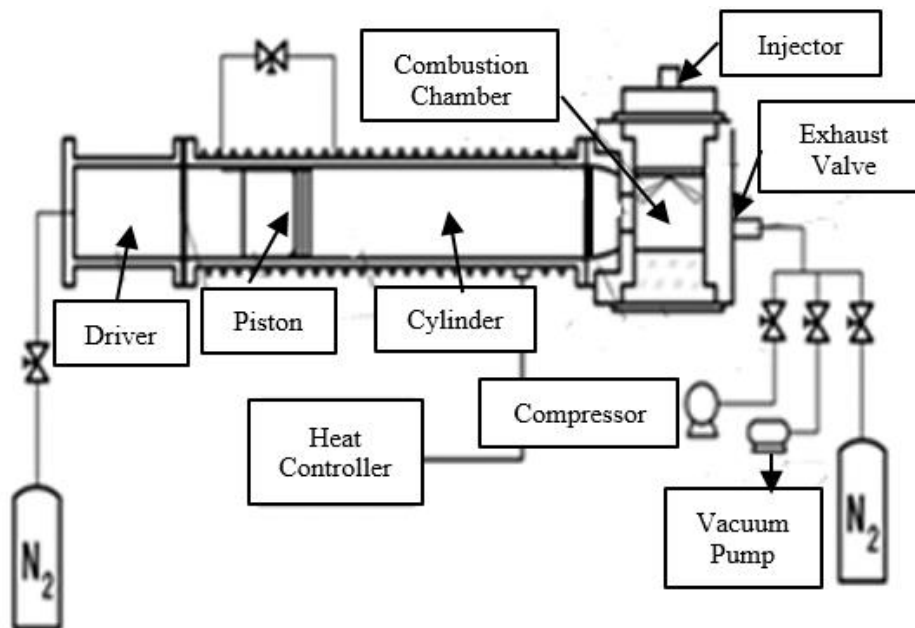 Injector
Combustion
Chamber
Exhaust
Valve
Driver
Piston
Cylinder
Compressor
Heat
Controller
Vacuum
Pump
N2
N2